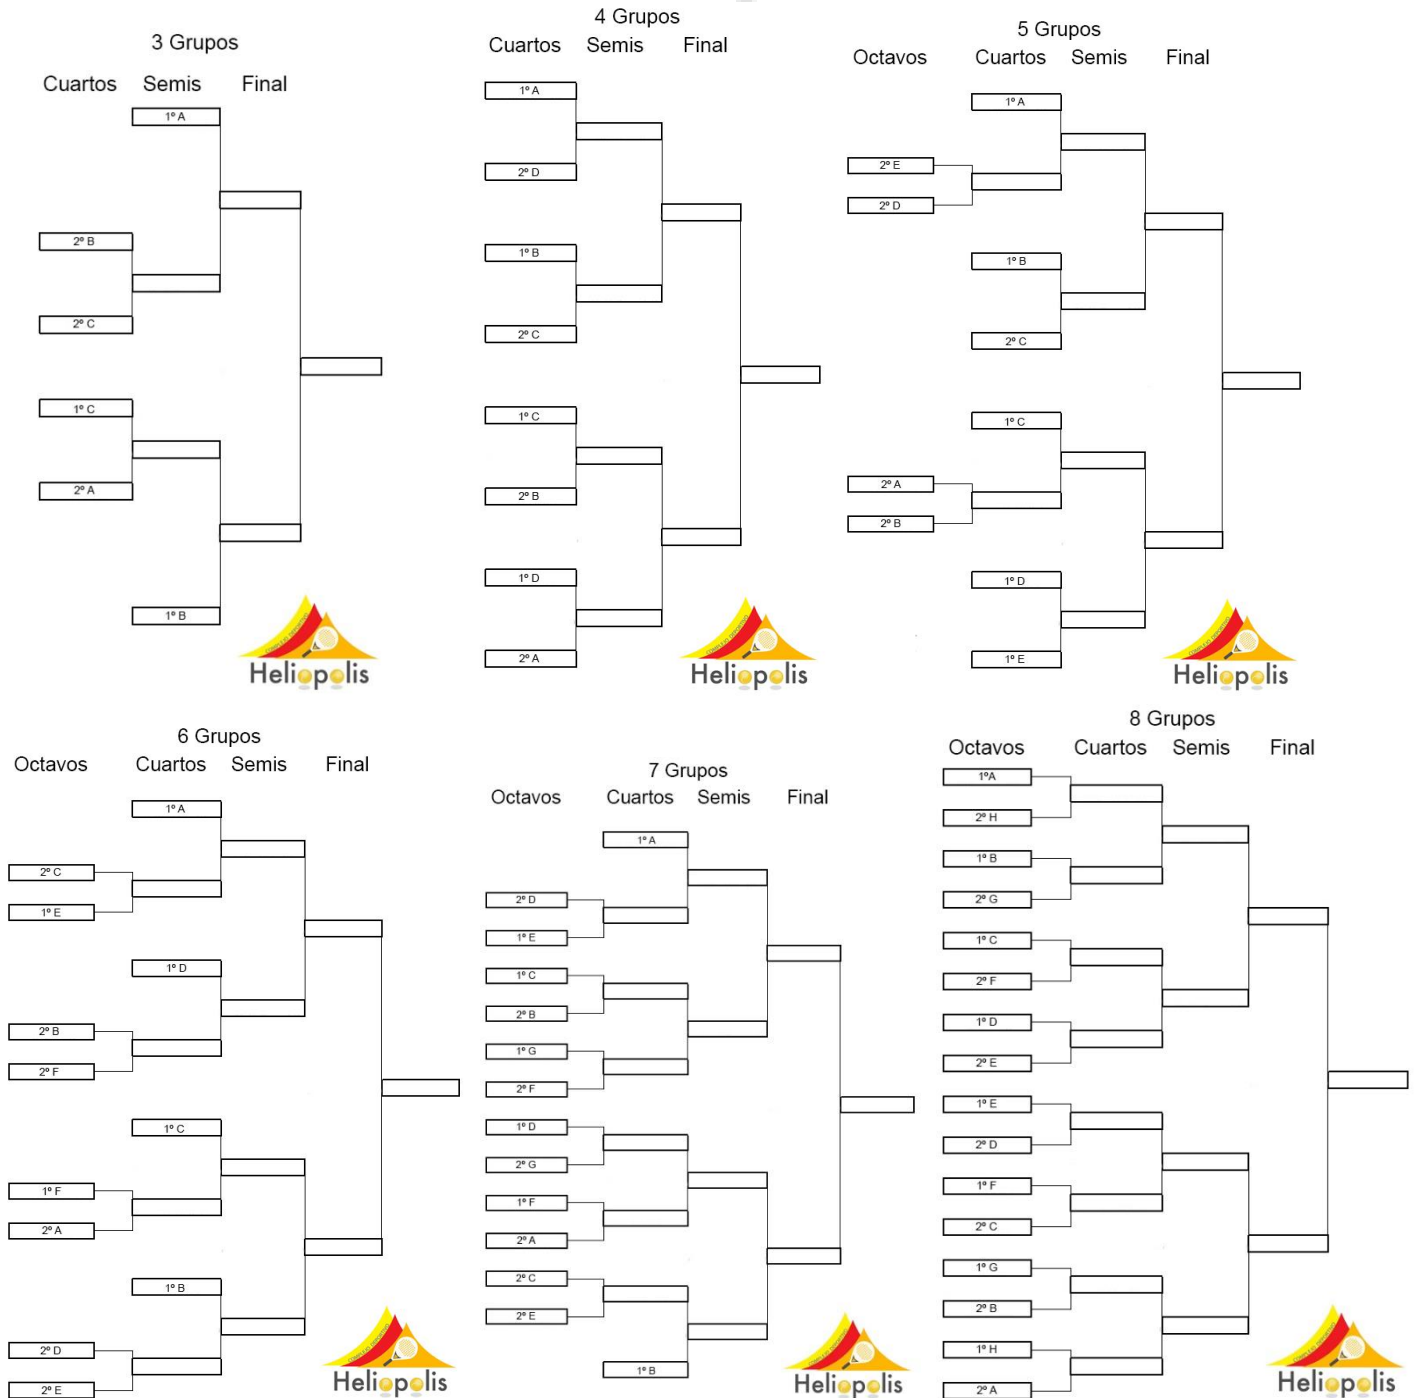 3 Grupos
Cuartos Semis Final
1º A
2º B
2º C
1º C
2º A
1º B
Heliopolis
4 Grupos
Cuartos Semis Final
1º A
2º D
1º B
2º C
1º C
2º B
1º D
2º A
Heliopolis
5 Grupos
Octavos Cuartos Semis Final
1º A
2º E
2º D
1º B
2º C
1º C
2º A
2º B
1º D
1º E
Heliopolis
6 Grupos
Octavos Cuartos Semis Final
1º A
2º C
1º E
1º D
2º B
2º F
1º C
1º F
2º A
1º B
2º D
2º E
Heliopolis
7 Grupos
Octavos Cuartos Semis Final
1º A
2º D
1º E
1º C
2º B
1º G
2º F
1º D
2º G
1º F
2º A
2º C
2º E
1º B
Heliopolis
8 Grupos
Octavos Cuartos Semis Final
1ºA
2º H
1º B
2º G
1º C
2º F
1º D
2º E
1º E
2º D
1º F
2º C
1º G
2º B
1º H
2º A
Heliopolis